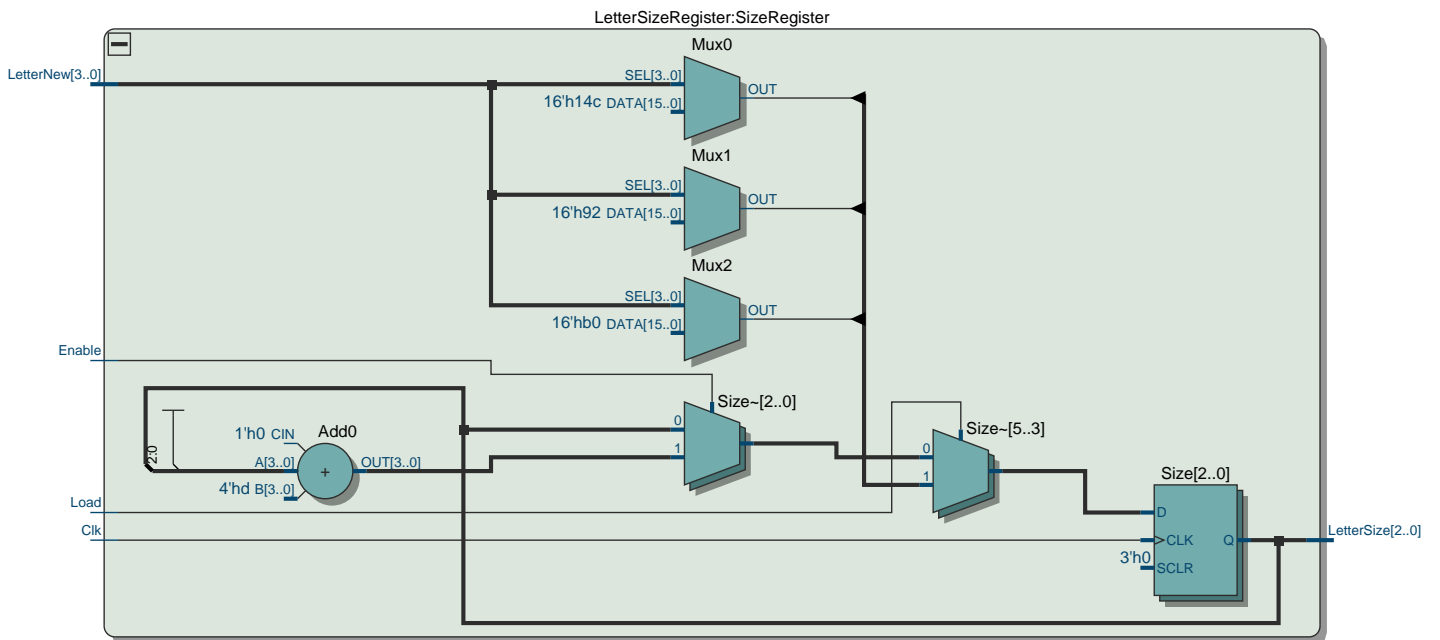 LetterSizeRegister:SizeRegister
Mux0
LetterNew[3..0]
SEL[3..0]
OUT
16'h14c DATA[15..0]
Mux1
SEL[3..0]
OUT
16'h92 DATA[15..0]
Mux2
SEL[3..0]
OUT
16'hb0 DATA[15..0]
Enable
Size~[2..0]
0
1
Size~[5..3]
0
1
1'h0 CIN
Add0
2:0
A[3..0]
+
OUT[3..0]
4'hd B[3..0]
Load
Clk
Size[2..0]
D
>CLK
Q
3'h0
SCLR
LetterSize[2..0]